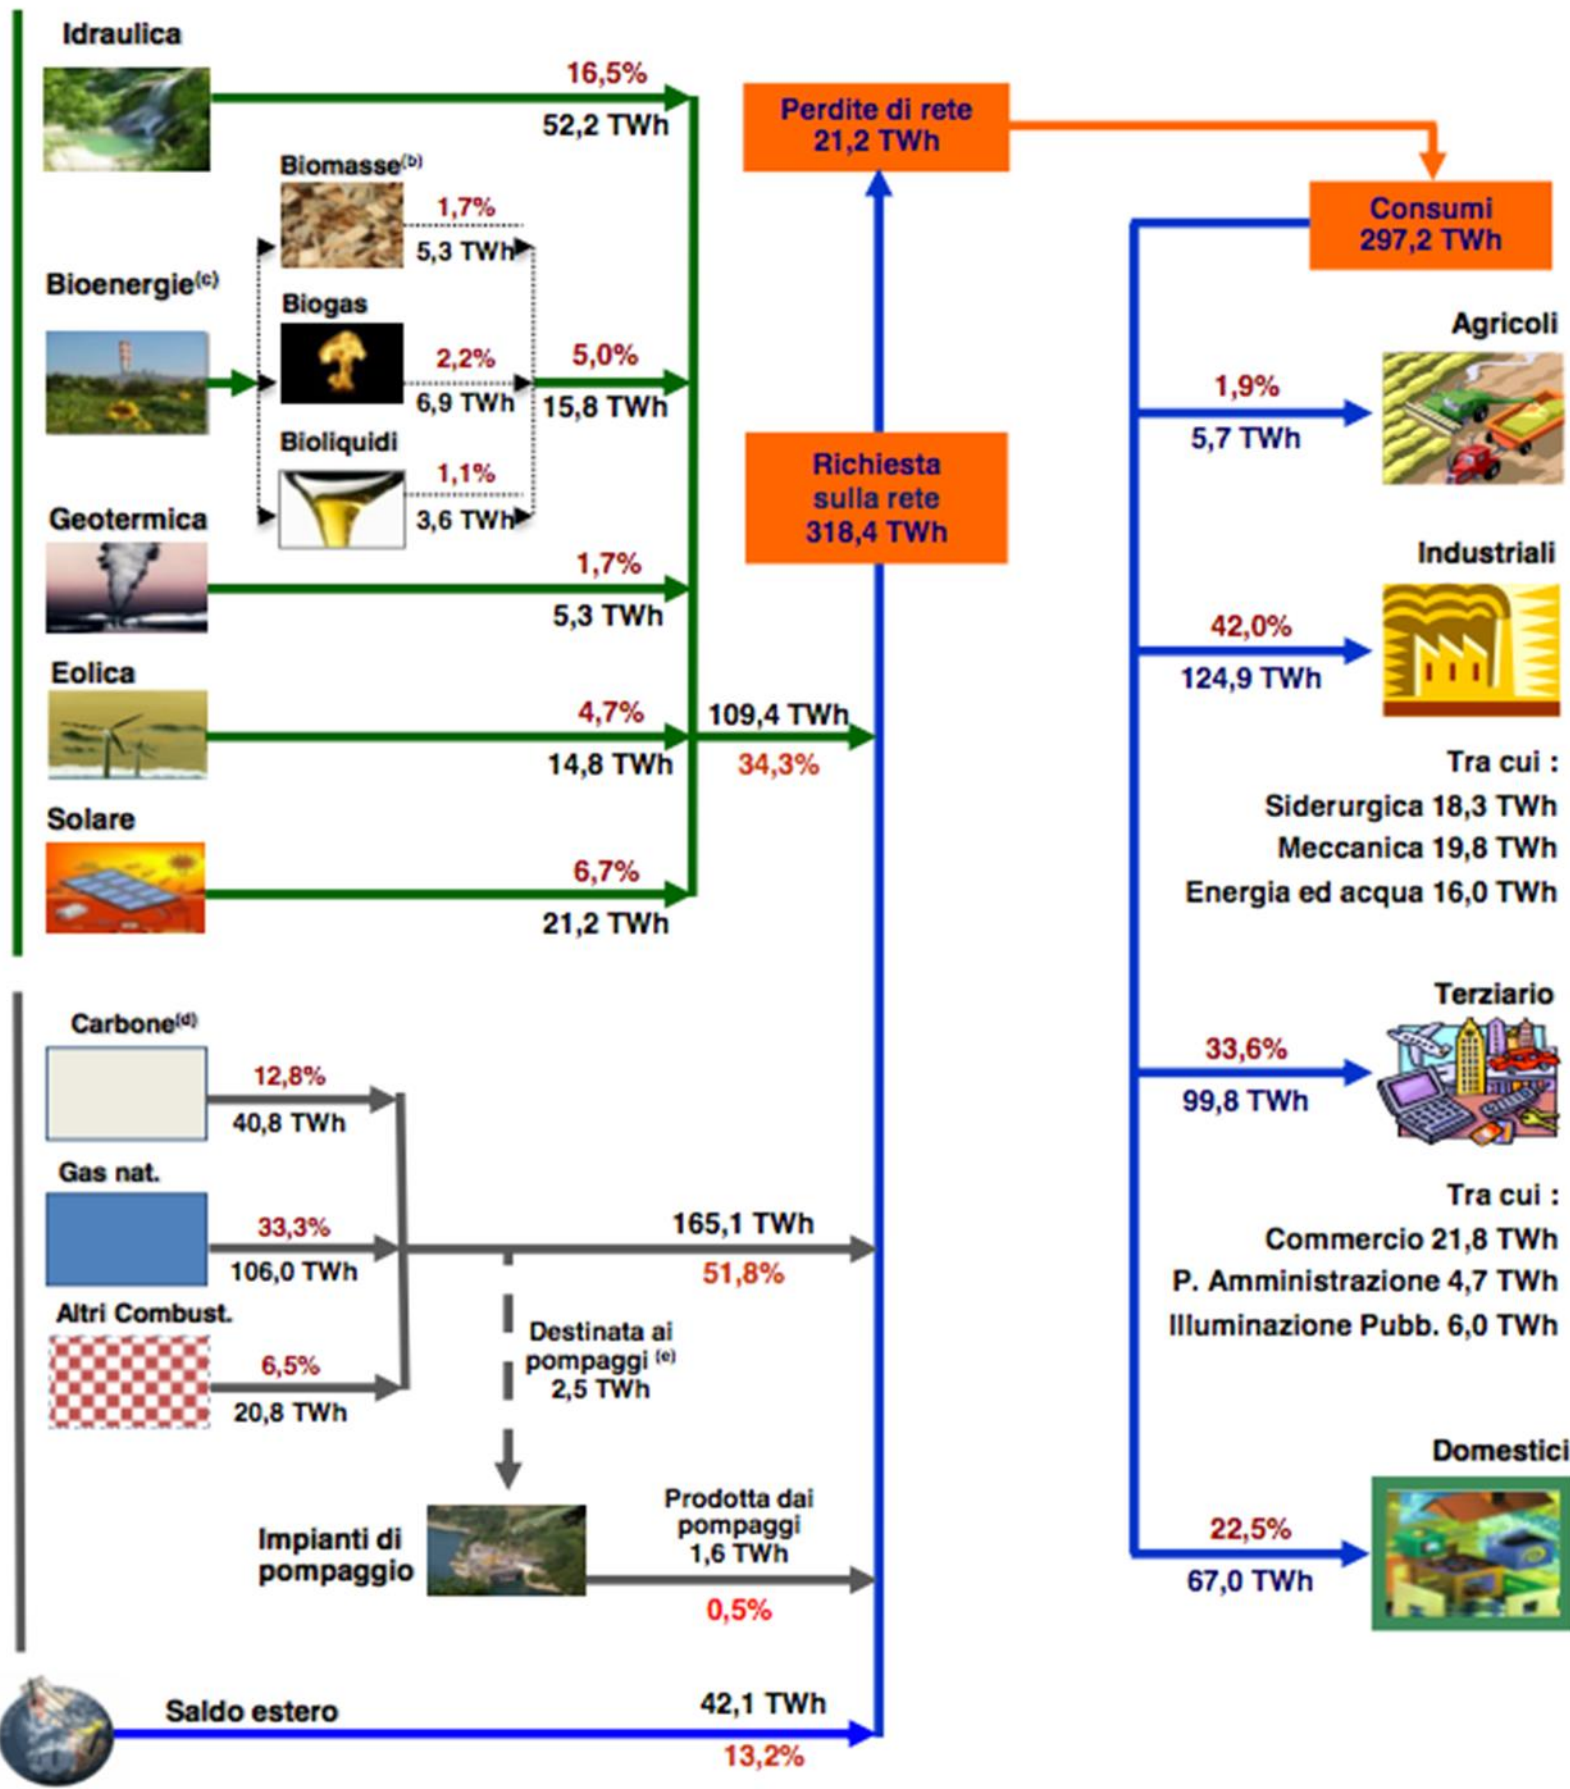 Idraulica
16,5%
52,2 TWh
Biomasse(b)
1,7%
5,3 TWh
Bioenergie(c)
Biogas
2,2%
6,9 TWh
5,0%
15,8 TWh
Bioliquidi
1,1%
3,6 TWh
Geotermica
1,7%
5,3 TWh
Eolica
4,7%
14,8 TWh
109,4 TWh
34,3%
Solare
6,7%
21,2 TWh
Carbone(d)
12,8%
40,8 TWh
Gas nat.
33,3%
106,0 TWh
165,1 TWh
51,8%
Altri Combust.
6,5%
20,8 TWh
Destinata ai
pompaggi (e)
2,5 TWh
Impianti di
pompaggio
Prodotta dai
pompaggi
1,6 TWh
0,5%
Saldo estero
42,1 TWh
13,2%
Richiesta
sulla rete
318,4 TWh
Perdite di rete
21,2 TWh
Consumi
297,2 TWh
Agricoli
1,9%
5,7 TWh
Industriali
42,0%
124,9 TWh
Tra cui :
Siderurgica 18,3 TWh
Meccanica 19,8 TWh
Energia ed acqua 16,0 TWh
Terziario
33,6%
99,8 TWh
Tra cui :
Commercio 21,8 TWh
P. Amministrazione 4,7 TWh
Illuminazione Pubb. 6,0 TWh
Domestici
22,5%
67,0 TWh